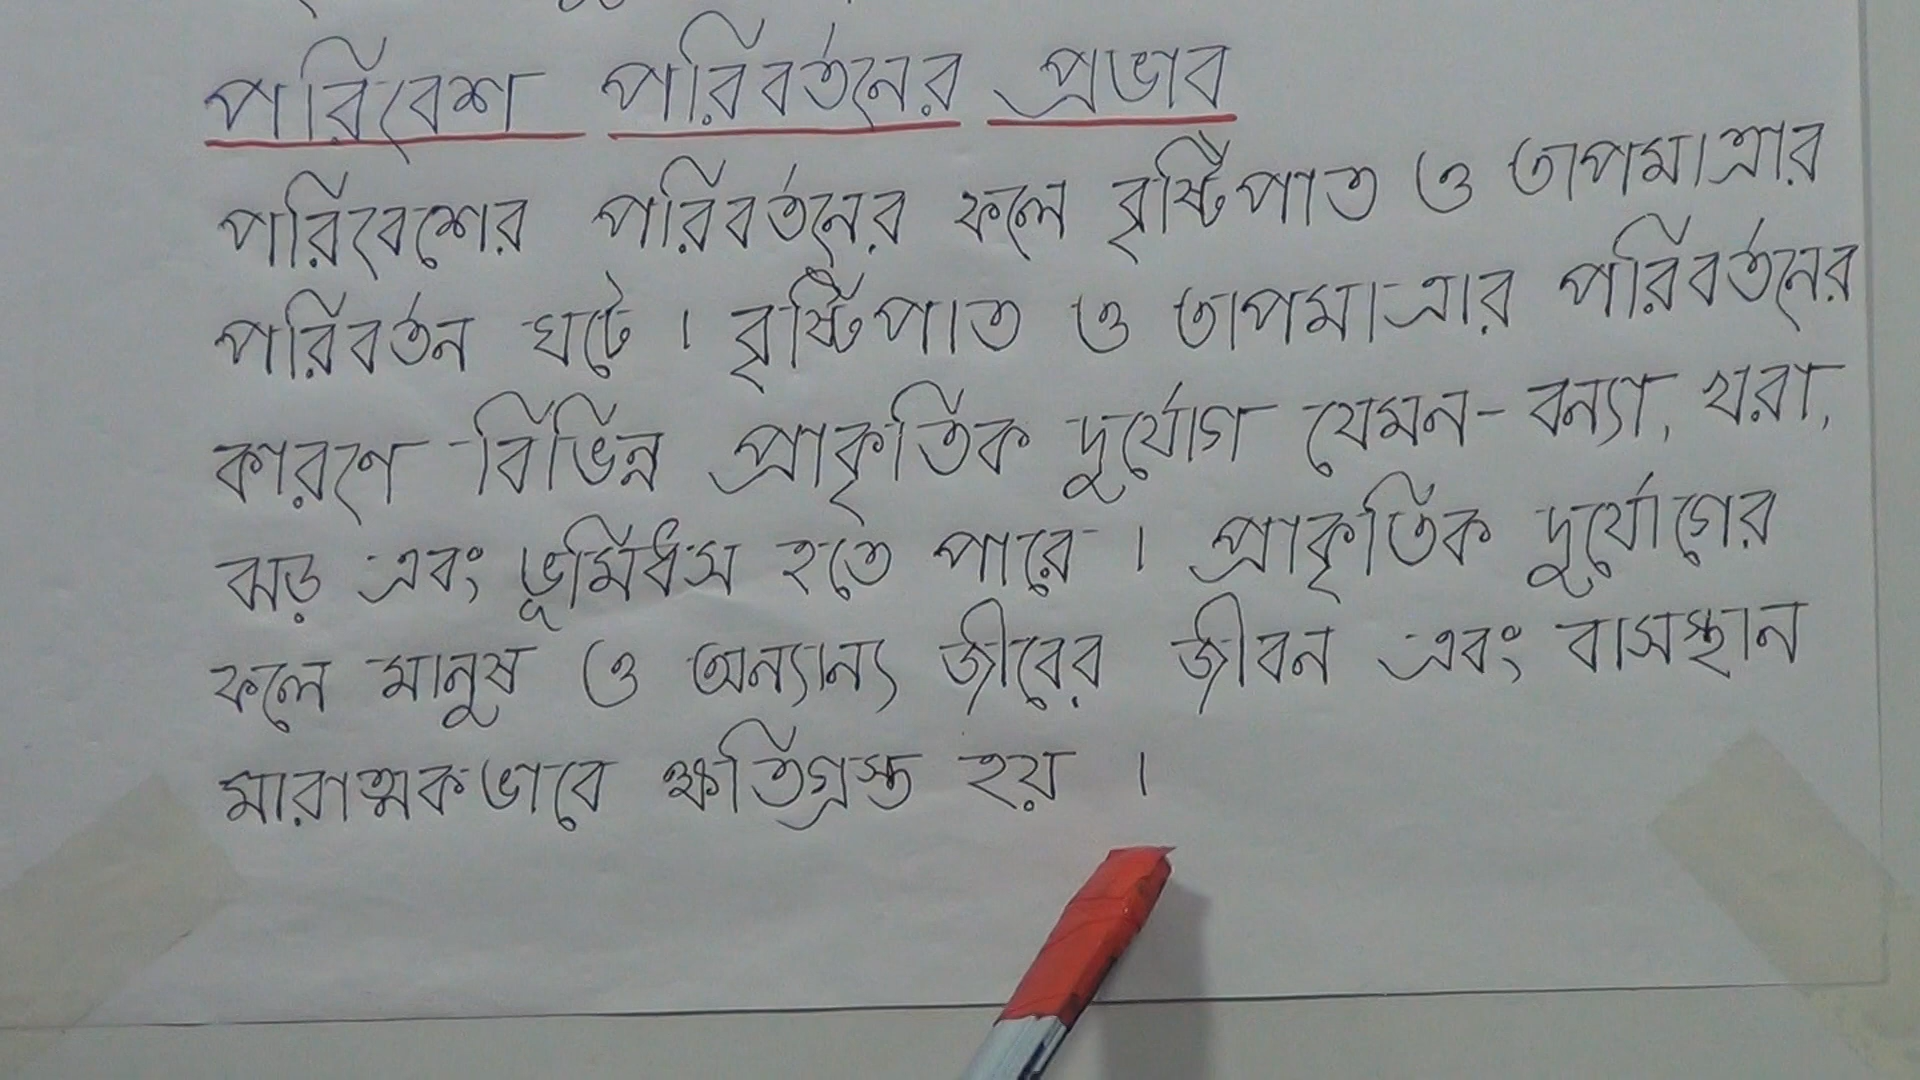 পরিবেশ পরিবর্তনের প্রভাব
পরিবেশের পরিবর্তনের ফলে বৃষ্টিপাত ও তাপমাত্রার
পরিবর্তন ঘটে । বৃষ্টিপাত ও তাপমাত্রার পরিবর্তনের
কারণে বিভিন্ন প্রাকৃতিক দুর্যোগ যেমন- বন্যা, খরা,
ঝড় এবং ভূমিধস হতে পারে । প্রাকৃতিক দুর্যোগের
ফলে মানুষ ও অন্যান্য জীবের জীবন এবং বাসস্থান
মারাত্মকভাবে ক্ষতিগ্রস্ত হয় ।